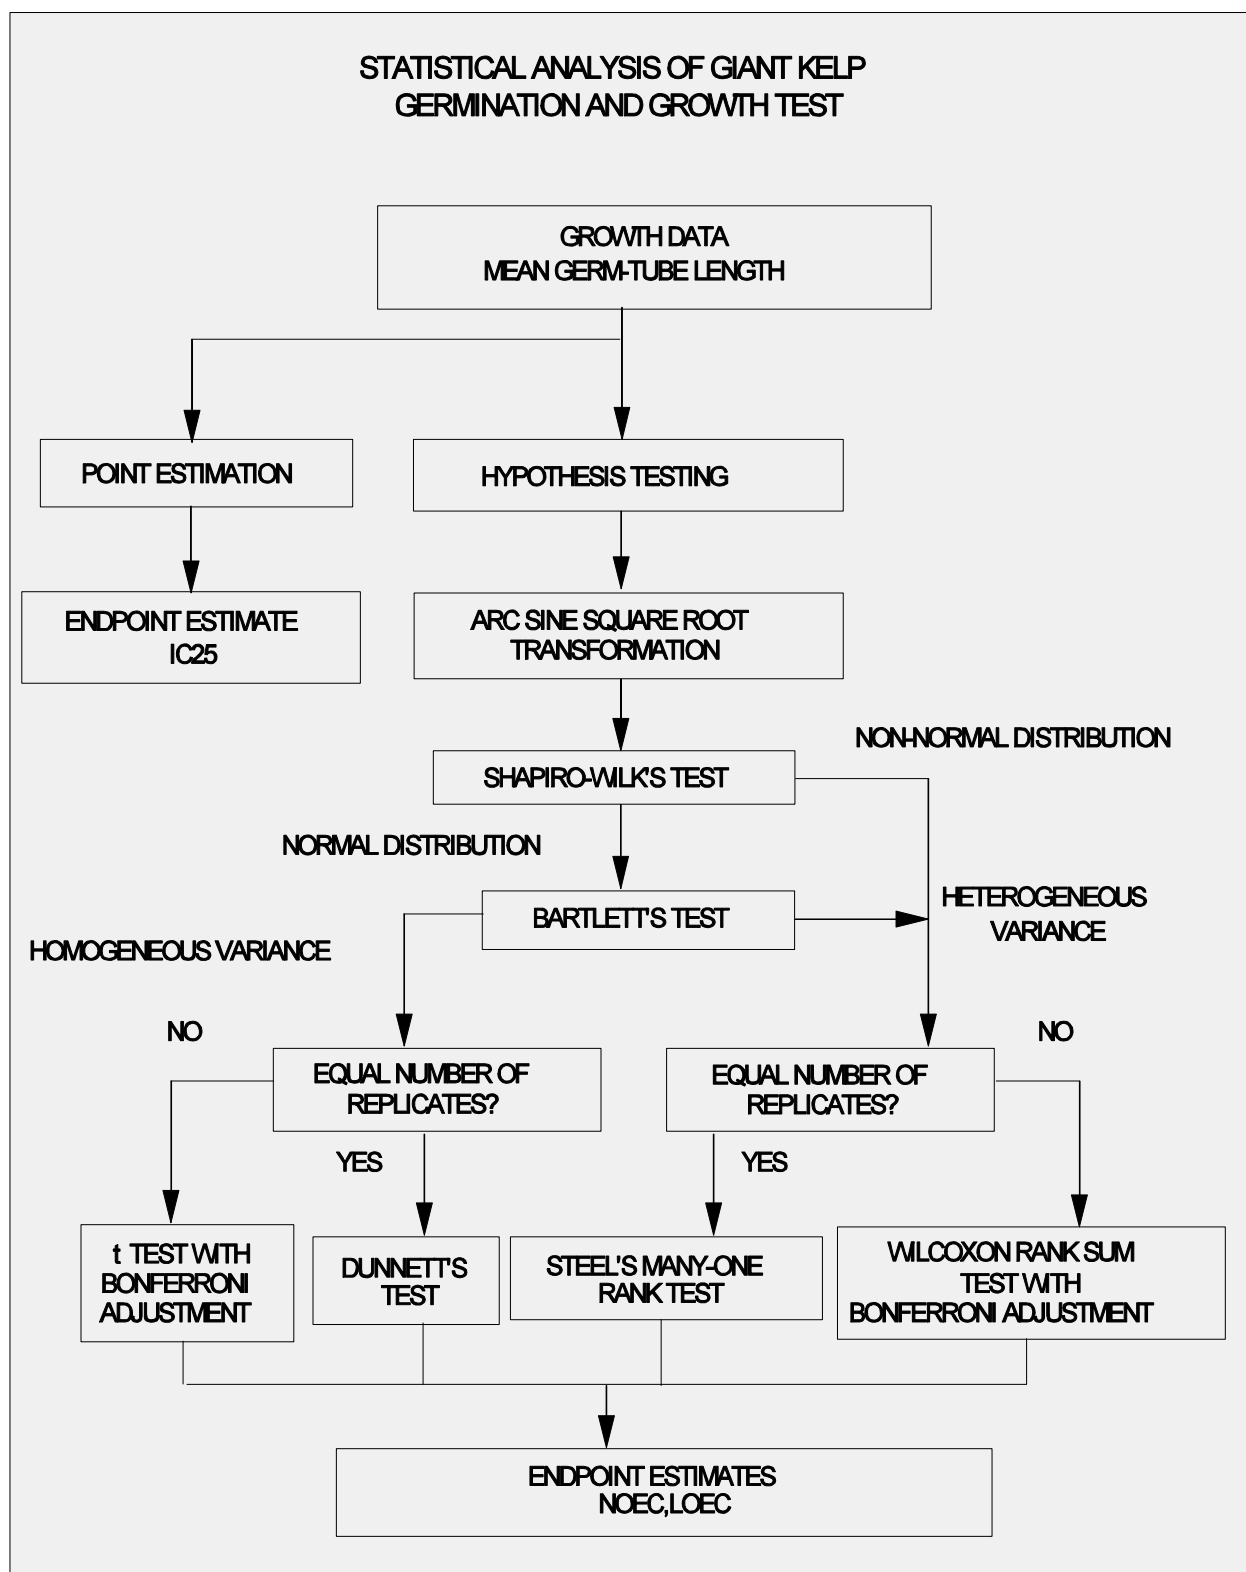 STATISTICAL ANALYSIS OF GIANT KELP
GERMINATION AND GROWTH TEST
GROWTH DATA
MEAN GERM-TUBE LENGTH
POINT ESTIMATION
HYPOTHESIS TESTING
ENDPOINT ESTIMATE
IC25
ARC SINE SQUARE ROOT
TRANSFORMATION
NON-NORMAL DISTRIBUTION
SHAPIRO-WILK'S TEST
NORMAL DISTRIBUTION
BARTLETT'S TEST
HETEROGENEOUS
VARIANCE
HOMOGENEOUS VARIANCE
NO
NO
EQUAL NUMBER OF
REPLICATES?
EQUAL NUMBER OF
REPLICATES?
YES
YES
t TEST WITH
BONFERRONI
ADJUSTMENT
DUNNETT'S
TEST
STEEL'S MANY-ONE
RANK TEST
WILCOXON RANK SUM
TEST WITH
BONFERRONI ADJUSTMENT
ENDPOINT ESTIMATES
NOEC,LOEC